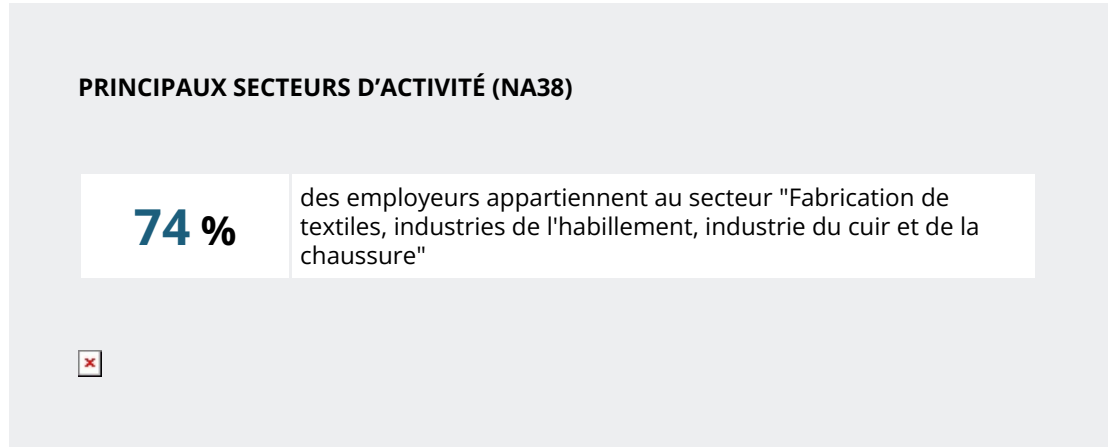 PRINCIPAUX SECTEURS D’ACTIVITÉ (NA38)
74 %
des employeurs appartiennent au secteur "Fabrication de
textiles, industries de l'habillement, industrie du cuir et de la
chaussure"